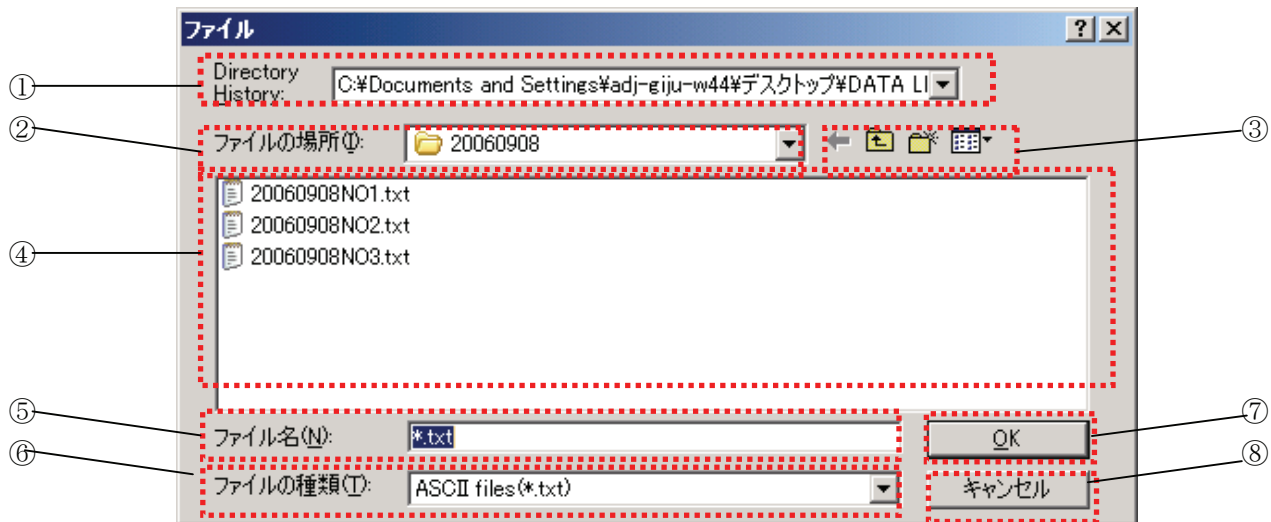 ファイル
① Directory History: C:¥Documents and Settings¥adj-giju-w44¥デスクトップ¥DATA LI
② ファイルの場所(I): 20060908 ③
④ 20060908NO1.txt
20060908NO2.txt
20060908NO3.txt
⑤ ファイル名(N): *.txt OK ⑦
⑥ ファイルの種類(T): ASCII files(*.txt) キャンセル ⑧